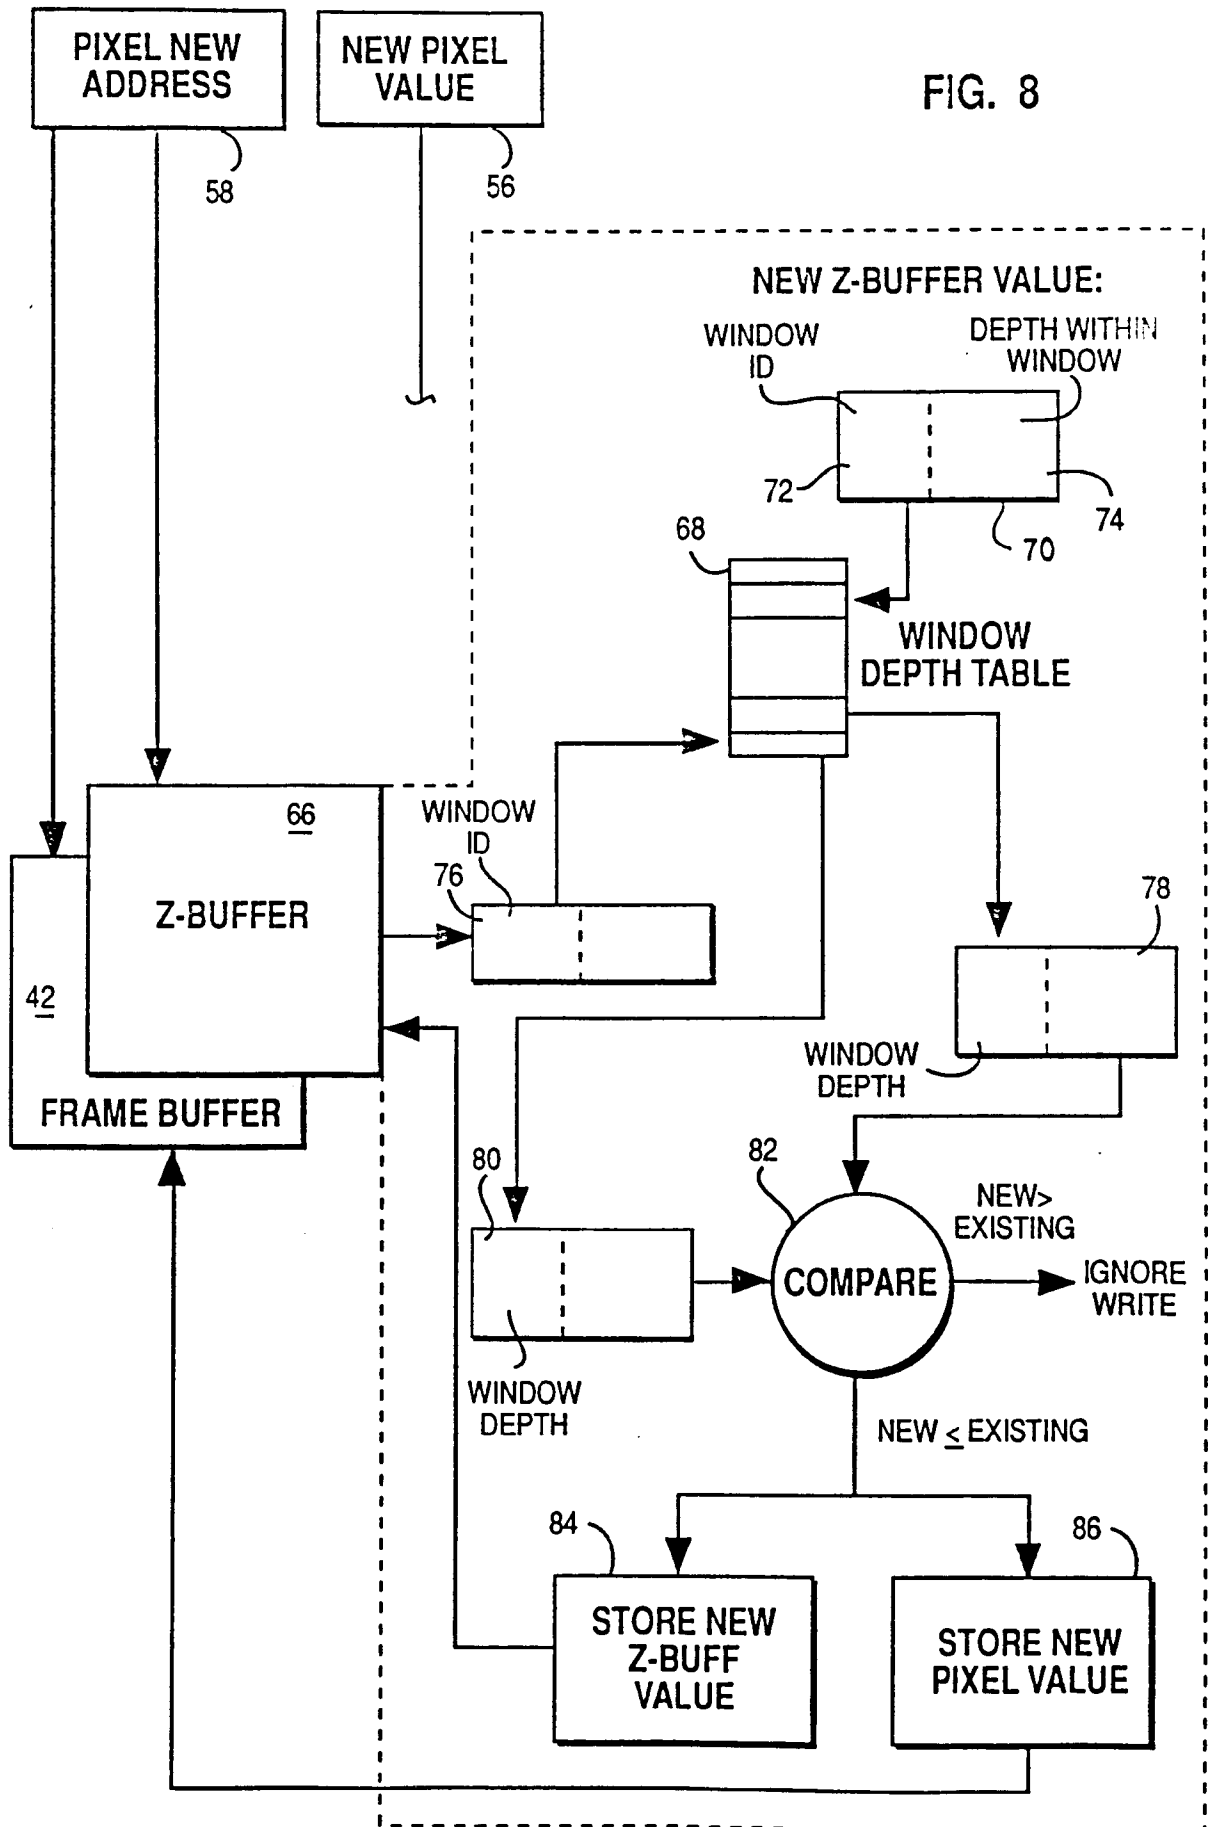 PIXEL NEW
ADDRESS
58
NEW PIXEL
VALUE
56
FIG. 8
NEW Z-BUFFER VALUE:
WINDOW
ID
DEPTH WITHIN
WINDOW
72
74
70
68
WINDOW
DEPTH TABLE
66
Z-BUFFER
WINDOW
ID
76
78
42
FRAME BUFFER
WINDOW
DEPTH
80
82
NEW>
EXISTING
COMPARE
IGNORE
WRITE
WINDOW
DEPTH
NEW ≤ EXISTING
84
86
STORE NEW
Z-BUFF
VALUE
STORE NEW
PIXEL VALUE